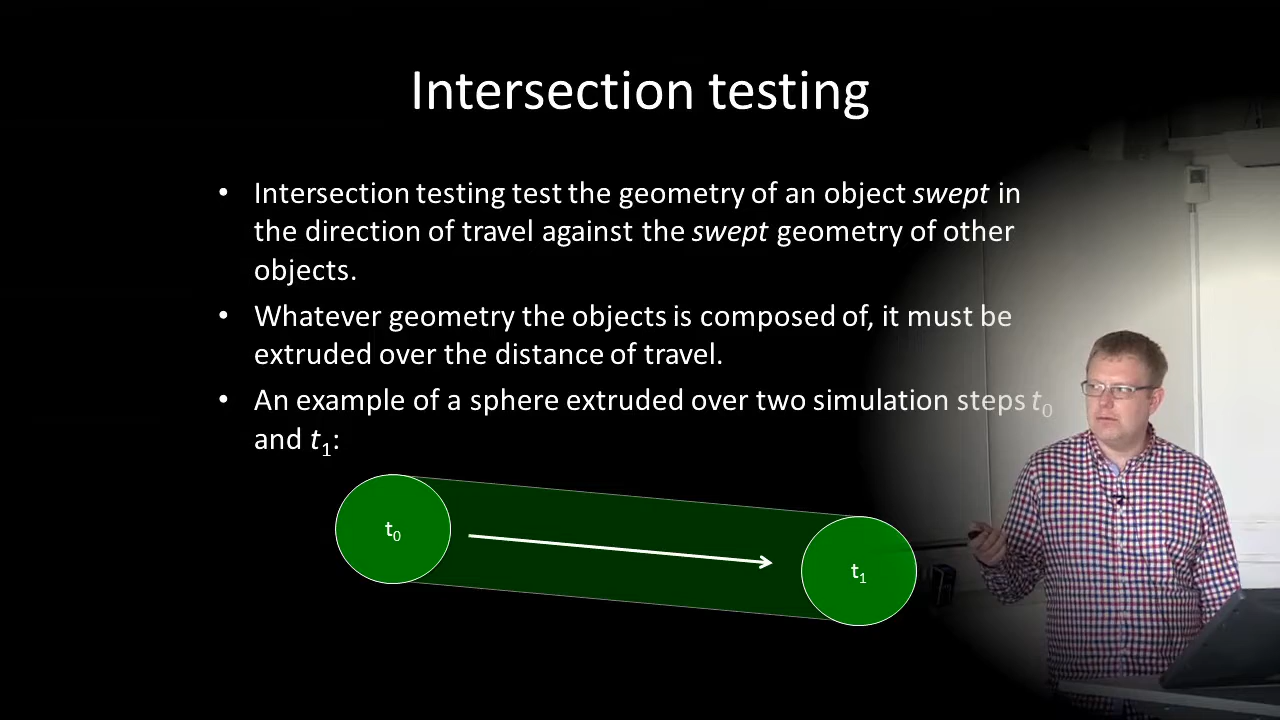 Intersection testing
• Intersection testing test the geometry of an object swept in
the direction of travel against the swept geometry of other
objects.
• Whatever geometry the objects is composed of, it must be
extruded over the distance of travel.
• An example of a sphere extruded over two simulation steps t₀
and t₁:
t₀
t₁